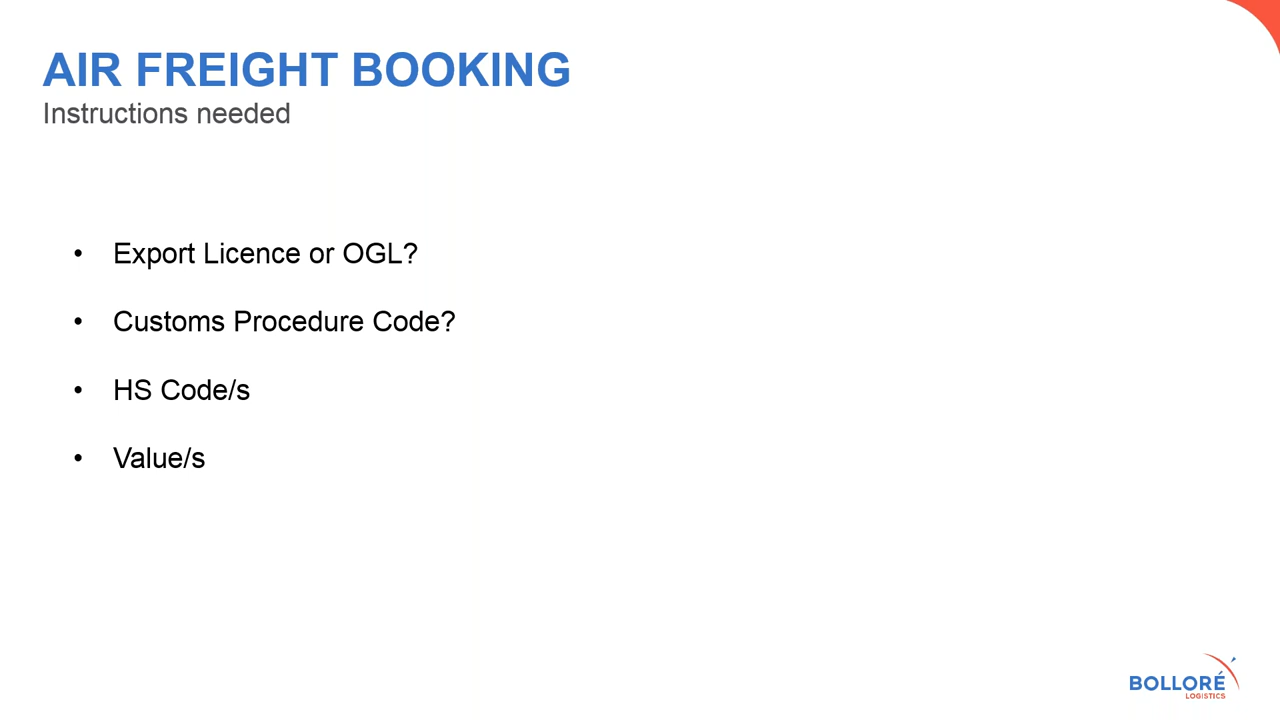 AIR FREIGHT BOOKING
Instructions needed
• Export Licence or OGL?
• Customs Procedure Code?
• HS Code/s
• Value/s
BOLLORÉ
LOGISTICS